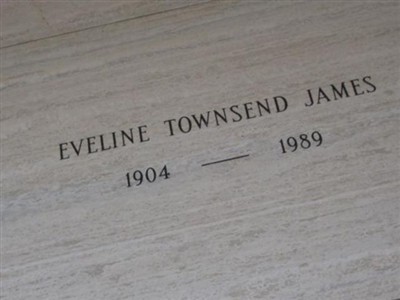 EVELINE TOWNSEND JAMES
1904 — 1989